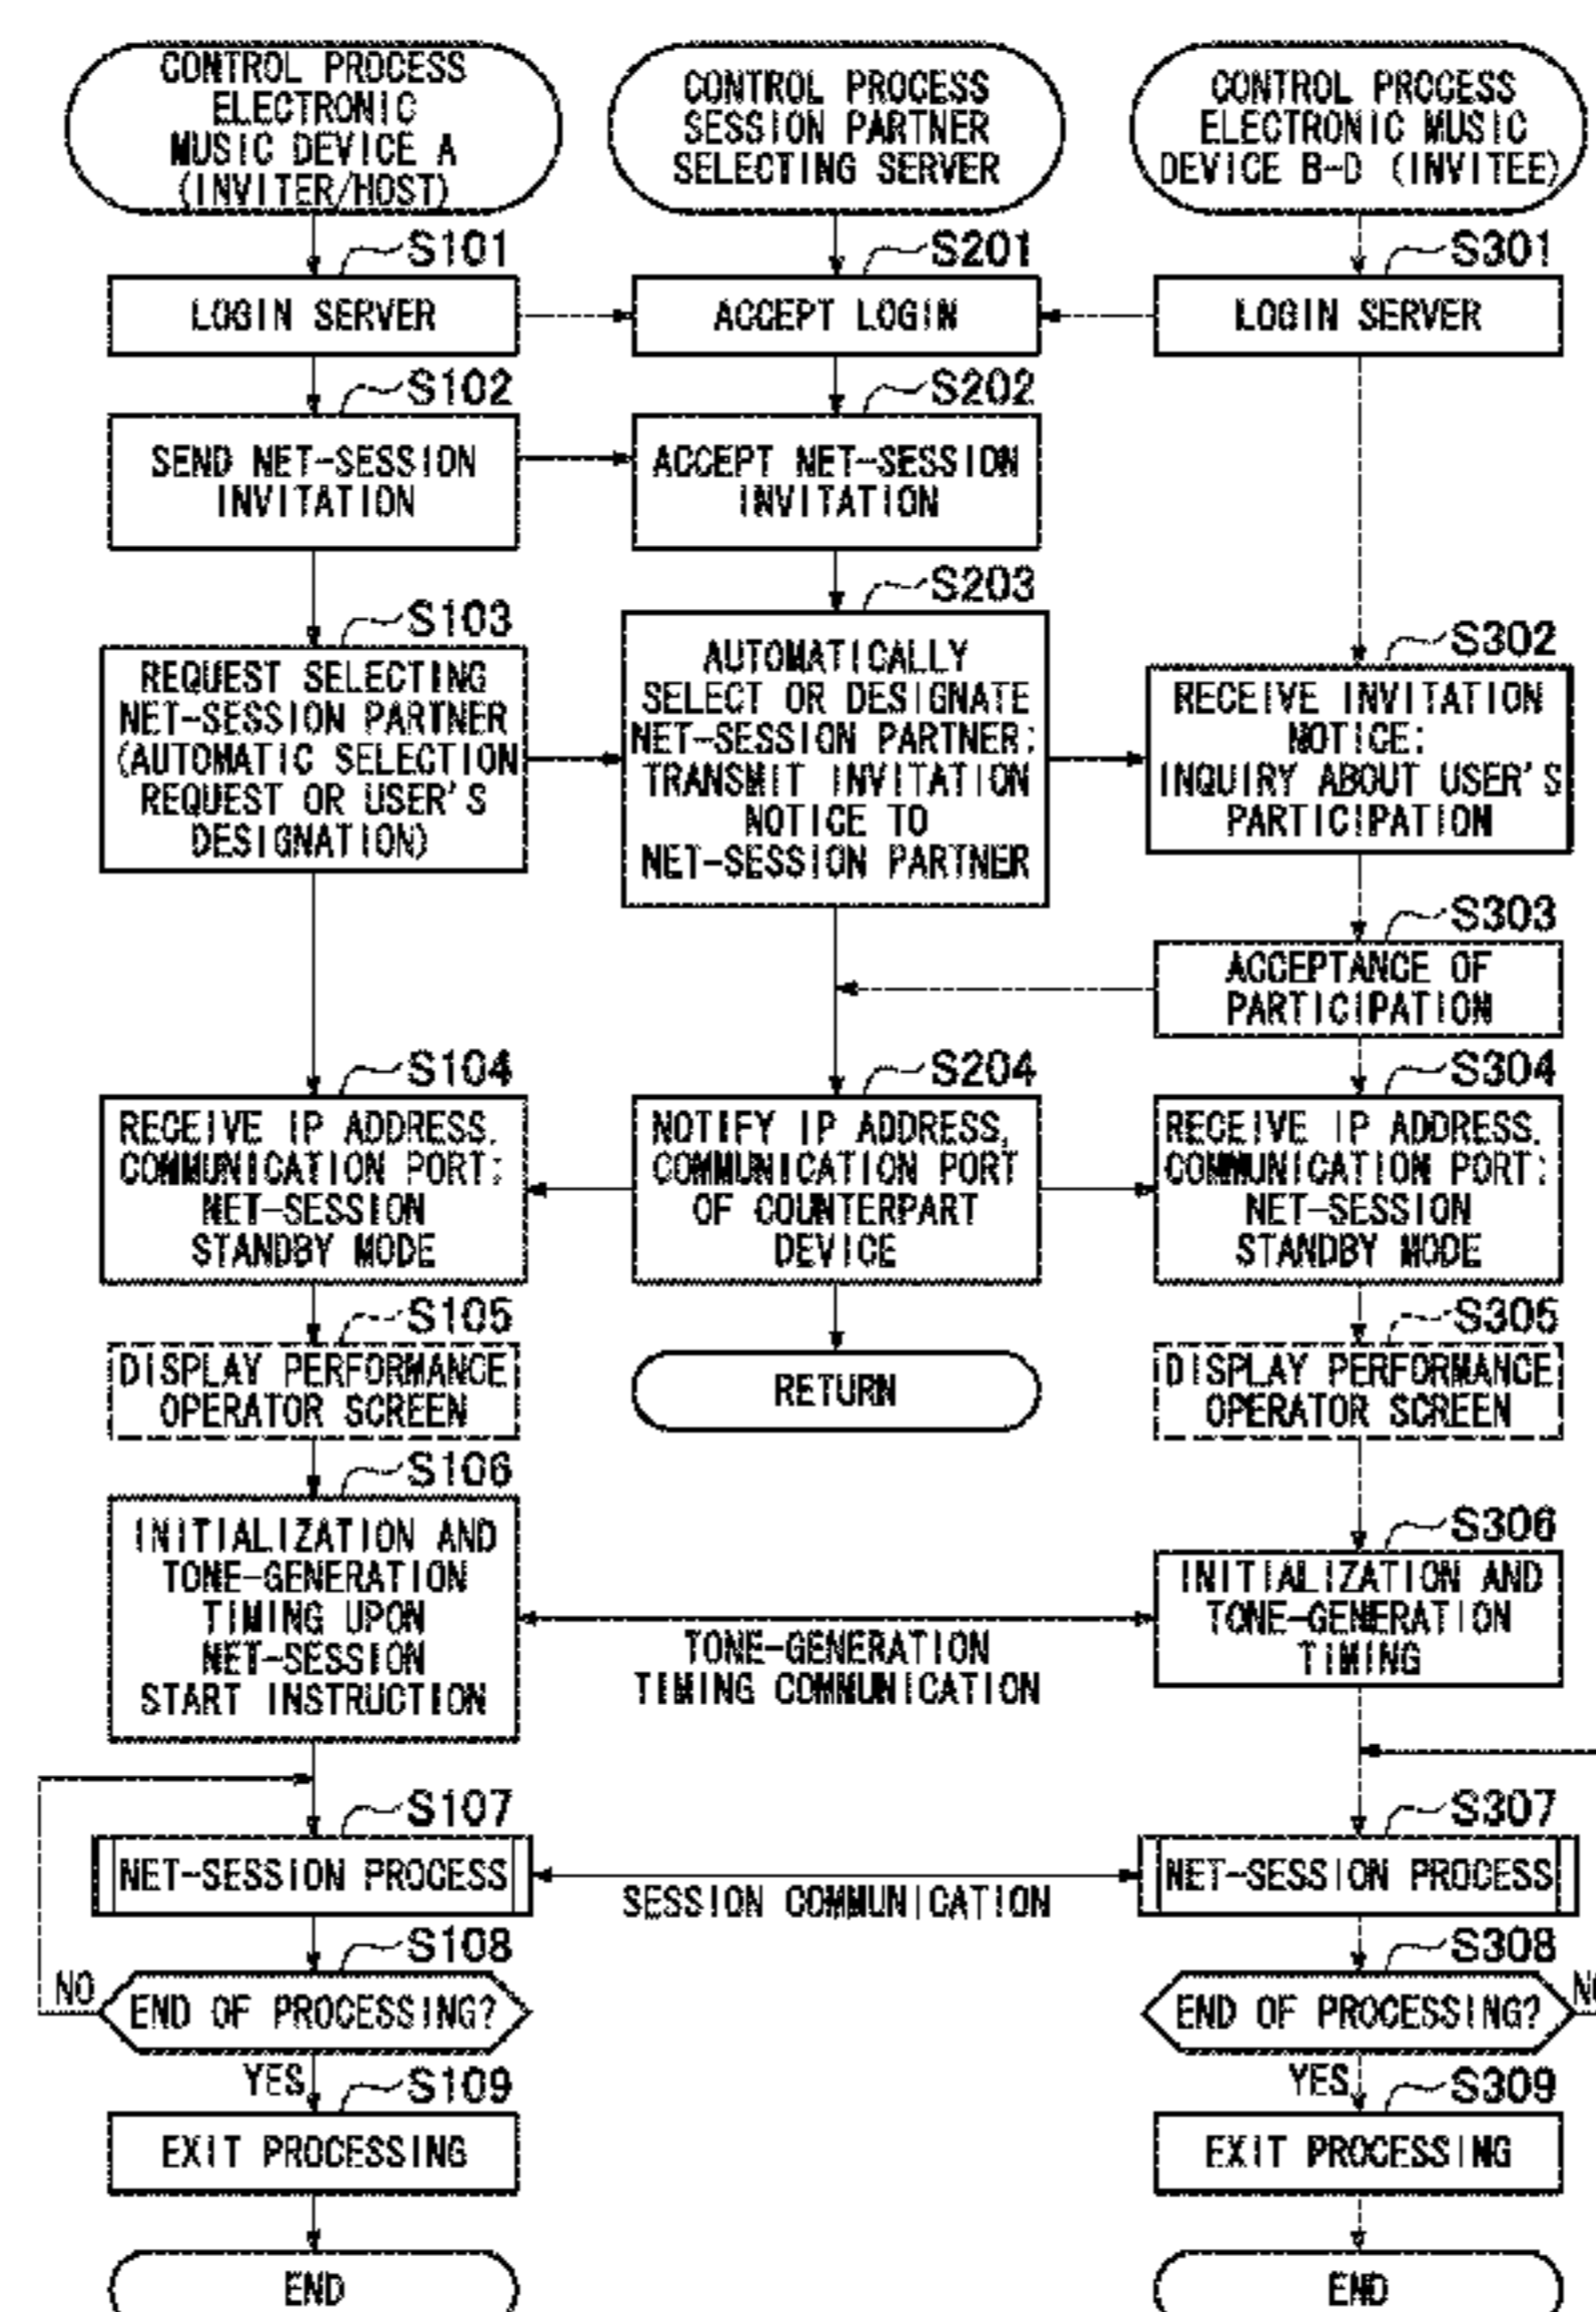 CONTROL PROCESS
ELECTRONIC
MUSIC DEVICE A
(INVITER/HOST)
S101
LOGIN SERVER
S102
SEND NET-SESSION
INVITATION
S103
REQUEST SELECTING
NET-SESSION PARTNER
(AUTOMATIC SELECTION
REQUEST OR USER'S
DESIGNATION)
S104
RECEIVE IP ADDRESS,
COMMUNICATION PORT:
NET-SESSION
STANDBY MODE
S105
DISPLAY PERFORMANCE
OPERATOR SCREEN
S106
INITIALIZATION AND
TONE-GENERATION
TIMING UPON
NET-SESSION
START INSTRUCTION
S107
NET-SESSION PROCESS
S108
NO
END OF PROCESSING?
YES
S109
EXIT PROCESSING
END
CONTROL PROCESS
SESSION PARTNER
SELECTING SERVER
S201
ACCEPT LOGIN
S202
ACCEPT NET-SESSION
INVITATION
S203
AUTOMATICALLY
SELECT OR DESIGNATE
NET-SESSION PARTNER:
TRANSMIT INVITATION
NOTICE TO
NET-SESSION PARTNER
S204
NOTIFY IP ADDRESS,
COMMUNICATION PORT
OF COUNTERPART
DEVICE
RETURN
TONE-GENERATION
TIMING COMMUNICATION
SESSION COMMUNICATION
CONTROL PROCESS
ELECTRONIC MUSIC
DEVICE B-D (INVITEE)
S301
LOGIN SERVER
S302
RECEIVE INVITATION
NOTICE:
INQUIRY ABOUT USER'S
PARTICIPATION
S303
ACCEPTANCE OF
PARTICIPATION
S304
RECEIVE IP ADDRESS,
COMMUNICATION PORT:
NET-SESSION
STANDBY MODE
S305
DISPLAY PERFORMANCE
OPERATOR SCREEN
S306
INITIALIZATION AND
TONE-GENERATION
TIMING
S307
NET-SESSION PROCESS
S308
END OF PROCESSING?
NO
YES
S309
EXIT PROCESSING
END